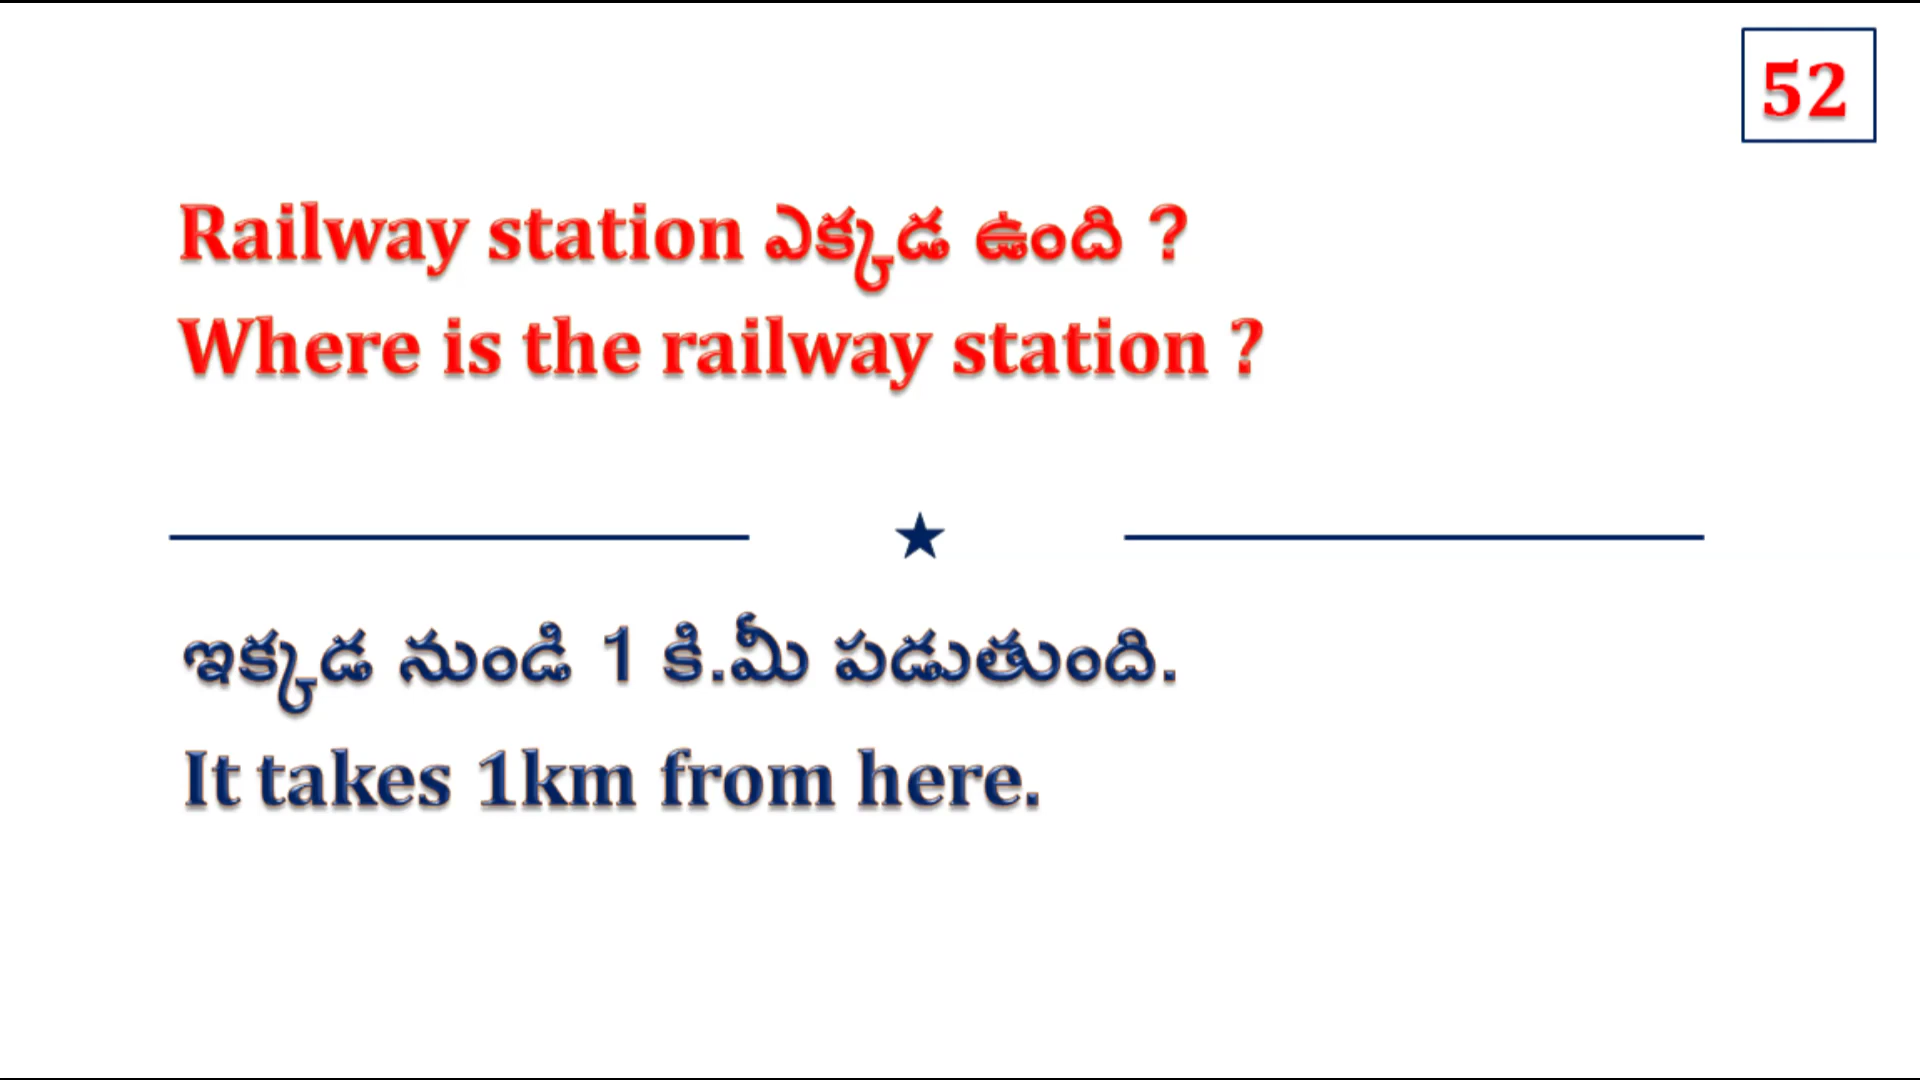 52
Railway station ఎక్కడ ఉంది ?
Where is the railway station ?
ఇక్కడ నుండి 1 కి.మీ పడుతుంది.
It takes 1km from here.